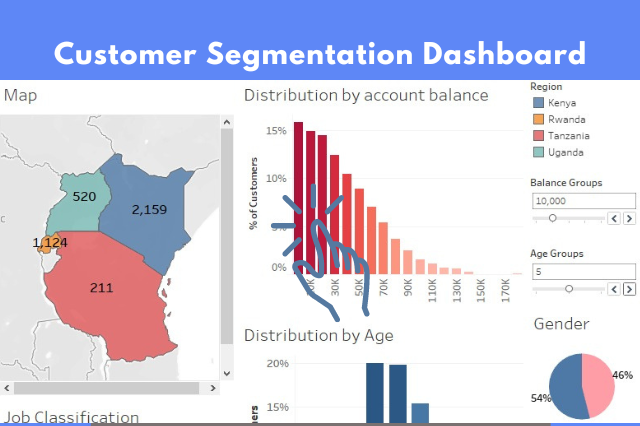 Customer Segmentation Dashboard
Map
520
2,159
1,124
211
Job Classification
Distribution by account balance
% of Customers
15%
10%
5%
0%
30K
50K
70K
90K
110K
130K
150K
170K
Distribution by Age
20%
15%
Region
Kenya
Rwanda
Tanzania
Uganda
Balance Groups
10,000
Age Groups
5
Gender
46%
54%